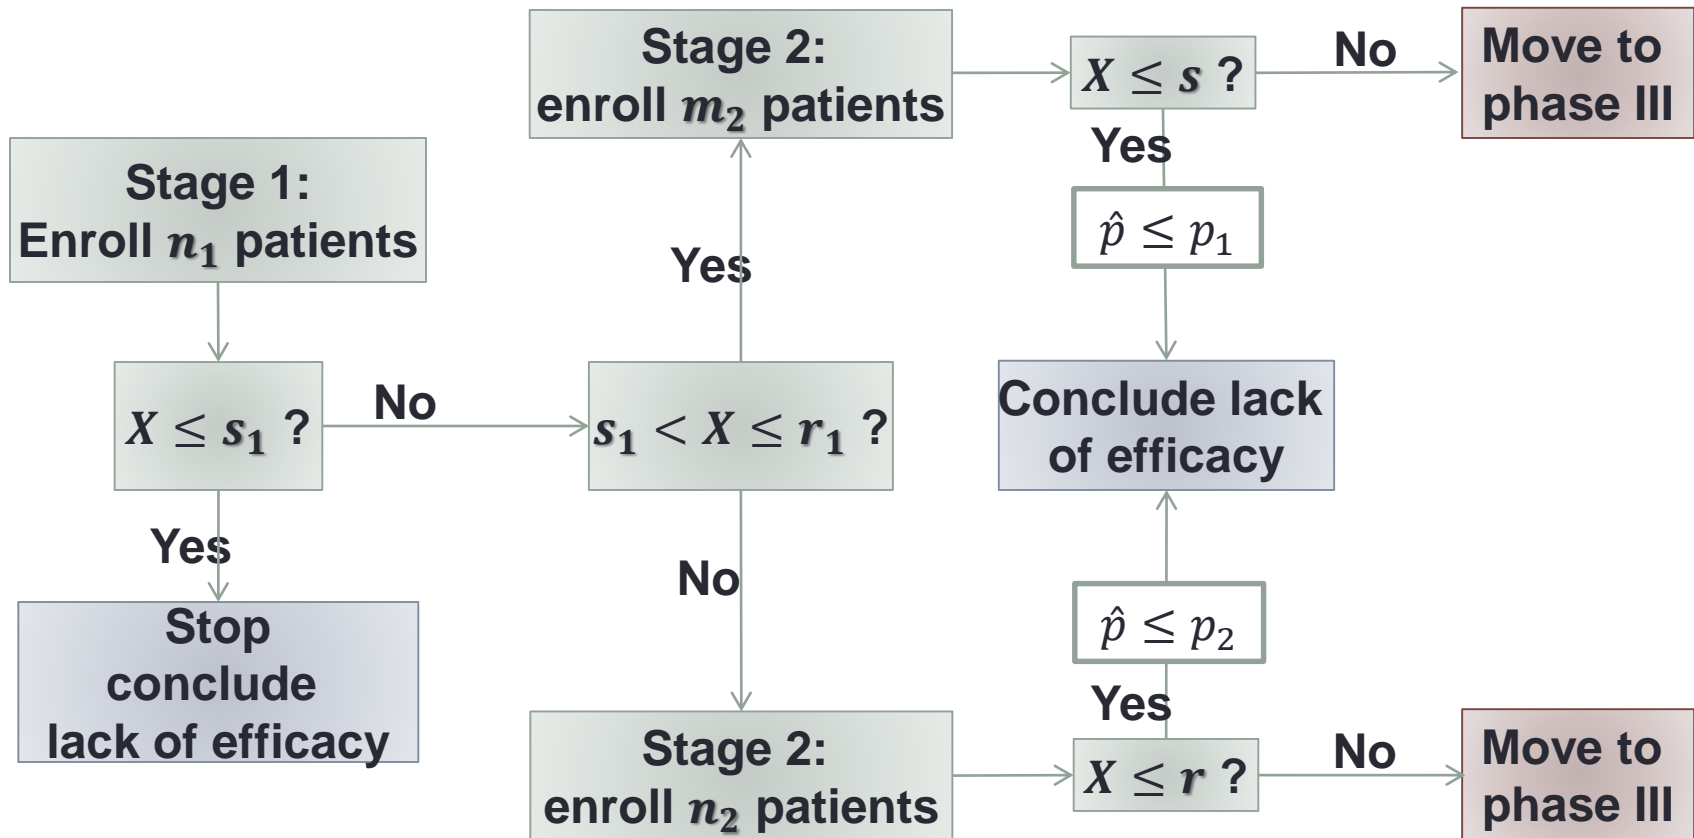 Stage 1:
Enroll n₁ patients
X ≤ s₁ ?
Yes
Stop
conclude
lack of efficacy
No
s₁ < X ≤ r₁ ?
Yes
Stage 2:
enroll m₂ patients
X ≤ s ?
No
Move to
phase III
Yes
p̂ ≤ p₁
Conclude lack
of efficacy
No
Stage 2:
enroll n₂ patients
X ≤ r ?
Yes
p̂ ≤ p₂
No
Move to
phase III